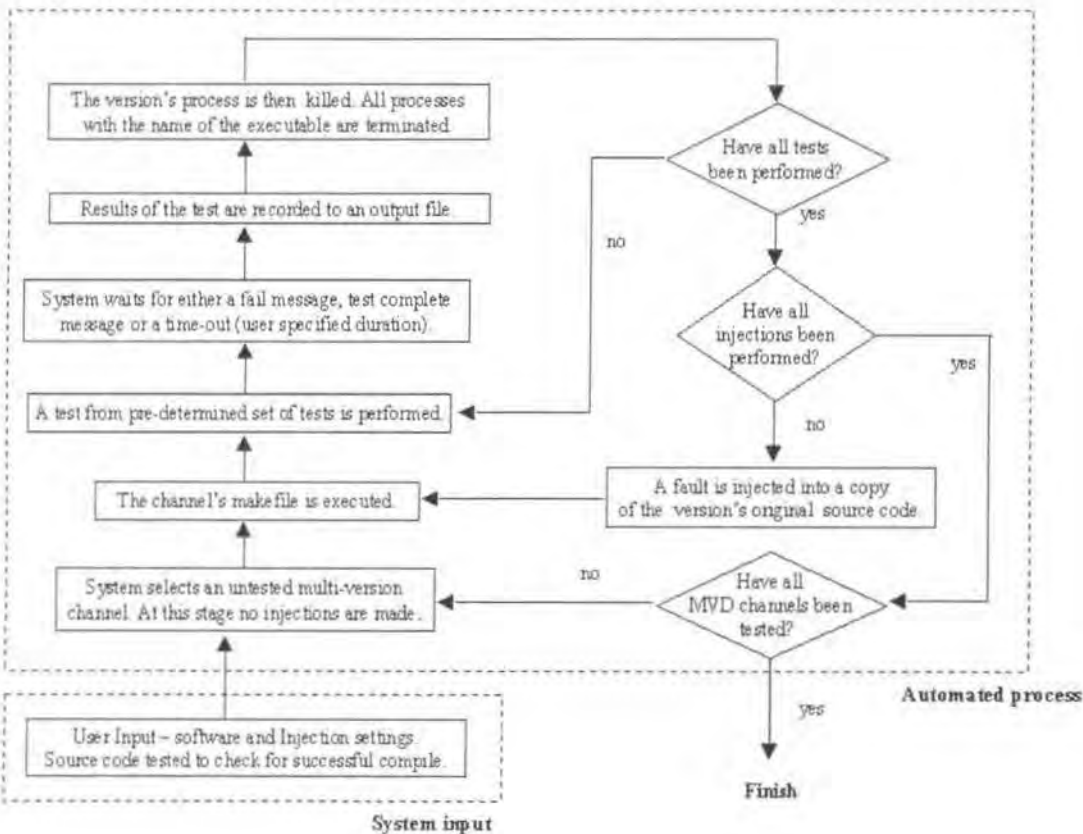 The version's process is then killed. All processes
with the name of the executable are terminated
Results of the test are recorded to an output file
System waits for either a fail message, test complete
message or a time-out (user specified duration).
A test from pre-determined set of tests is performed.
The channel's makefile is executed.
System selects an untested multi-version
channel. At this stage no injections are made.
User Input – software and Injection settings
Source code tested to check for successful compile.
System input
Have all tests
been performed?
yes
no
Have all
injections been
performed?
yes
no
A fault is injected into a copy
of the version's original source code.
Have all
MVD channels been
tested?
no
yes
Automated process
Finish